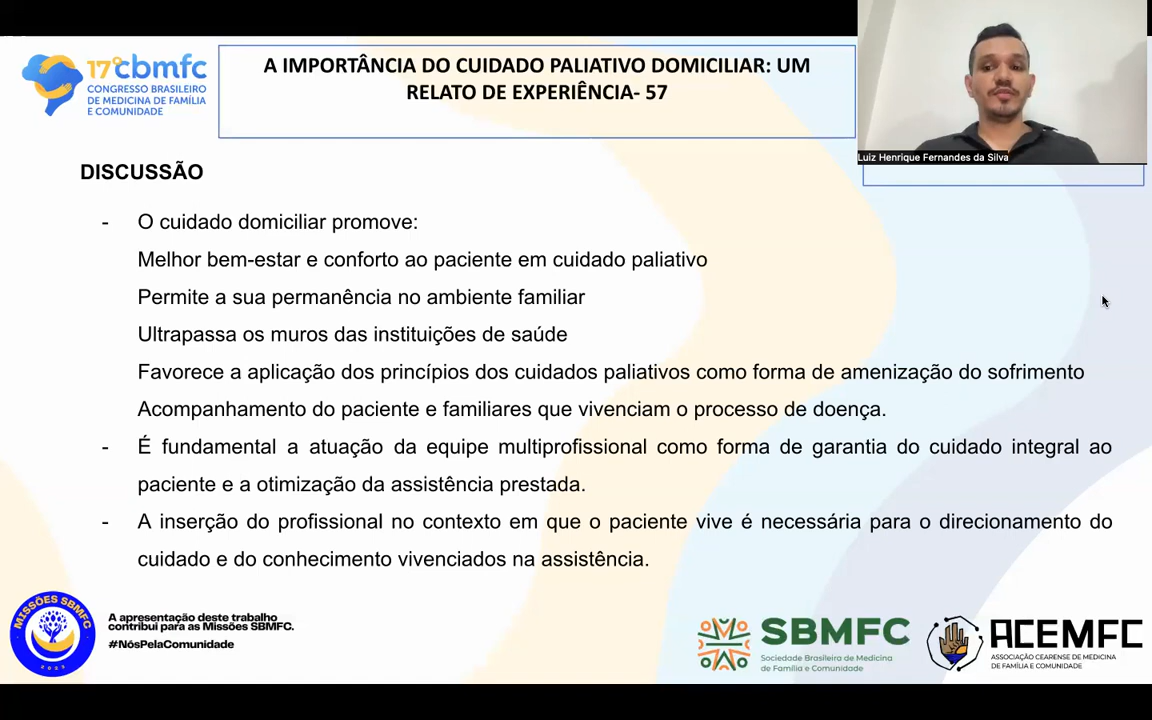 17º cbmfc
CONGRESSO BRASILEIRO
DE MEDICINA DE FAMÍLIA
E COMUNIDADE
A IMPORTÂNCIA DO CUIDADO PALIATIVO DOMICILIAR: UM
RELATO DE EXPERIÊNCIA- 57
Luiz Henrique Fernandes da Silva
DISCUSSÃO
- O cuidado domiciliar promove:
Melhor bem-estar e conforto ao paciente em cuidado paliativo
Permite a sua permanência no ambiente familiar
Ultrapassa os muros das instituições de saúde
Favorece a aplicação dos princípios dos cuidados paliativos como forma de amenização do sofrimento
Acompanhamento do paciente e familiares que vivenciam o processo de doença.
- É fundamental a atuação da equipe multiprofissional como forma de garantia do cuidado integral ao
paciente e a otimização da assistência prestada.
- A inserção do profissional no contexto em que o paciente vive é necessária para o direcionamento do
cuidado e do conhecimento vivenciados na assistência.
MISSÕES SBMFC
2023
A apresentação deste trabalho
contribui para as Missões SBMFC.
#NósPelaComunidade
SBMFC
Sociedade Brasileira de Medicina
de Família e Comunidade
ACEMFC
ASSOCIAÇÃO CEARENSE DE MEDICINA
DE FAMÍLIA E COMUNIDADE